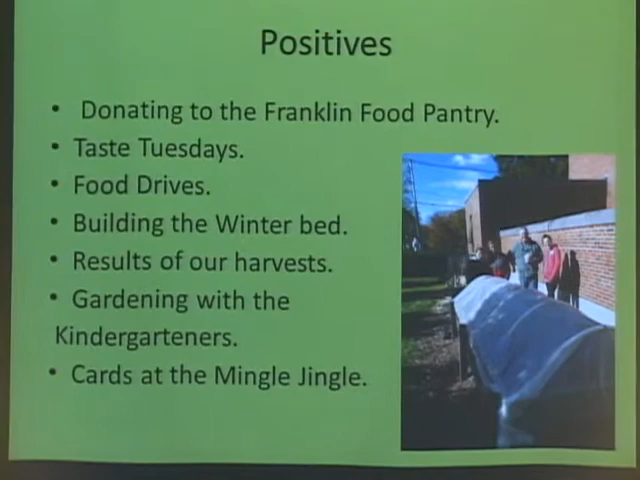 Positives
• Donating to the Franklin Food Pantry.
• Taste Tuesdays.
• Food Drives.
• Building the Winter bed.
• Results of our harvests.
• Gardening with the
Kindergarteners.
• Cards at the Mingle Jingle.